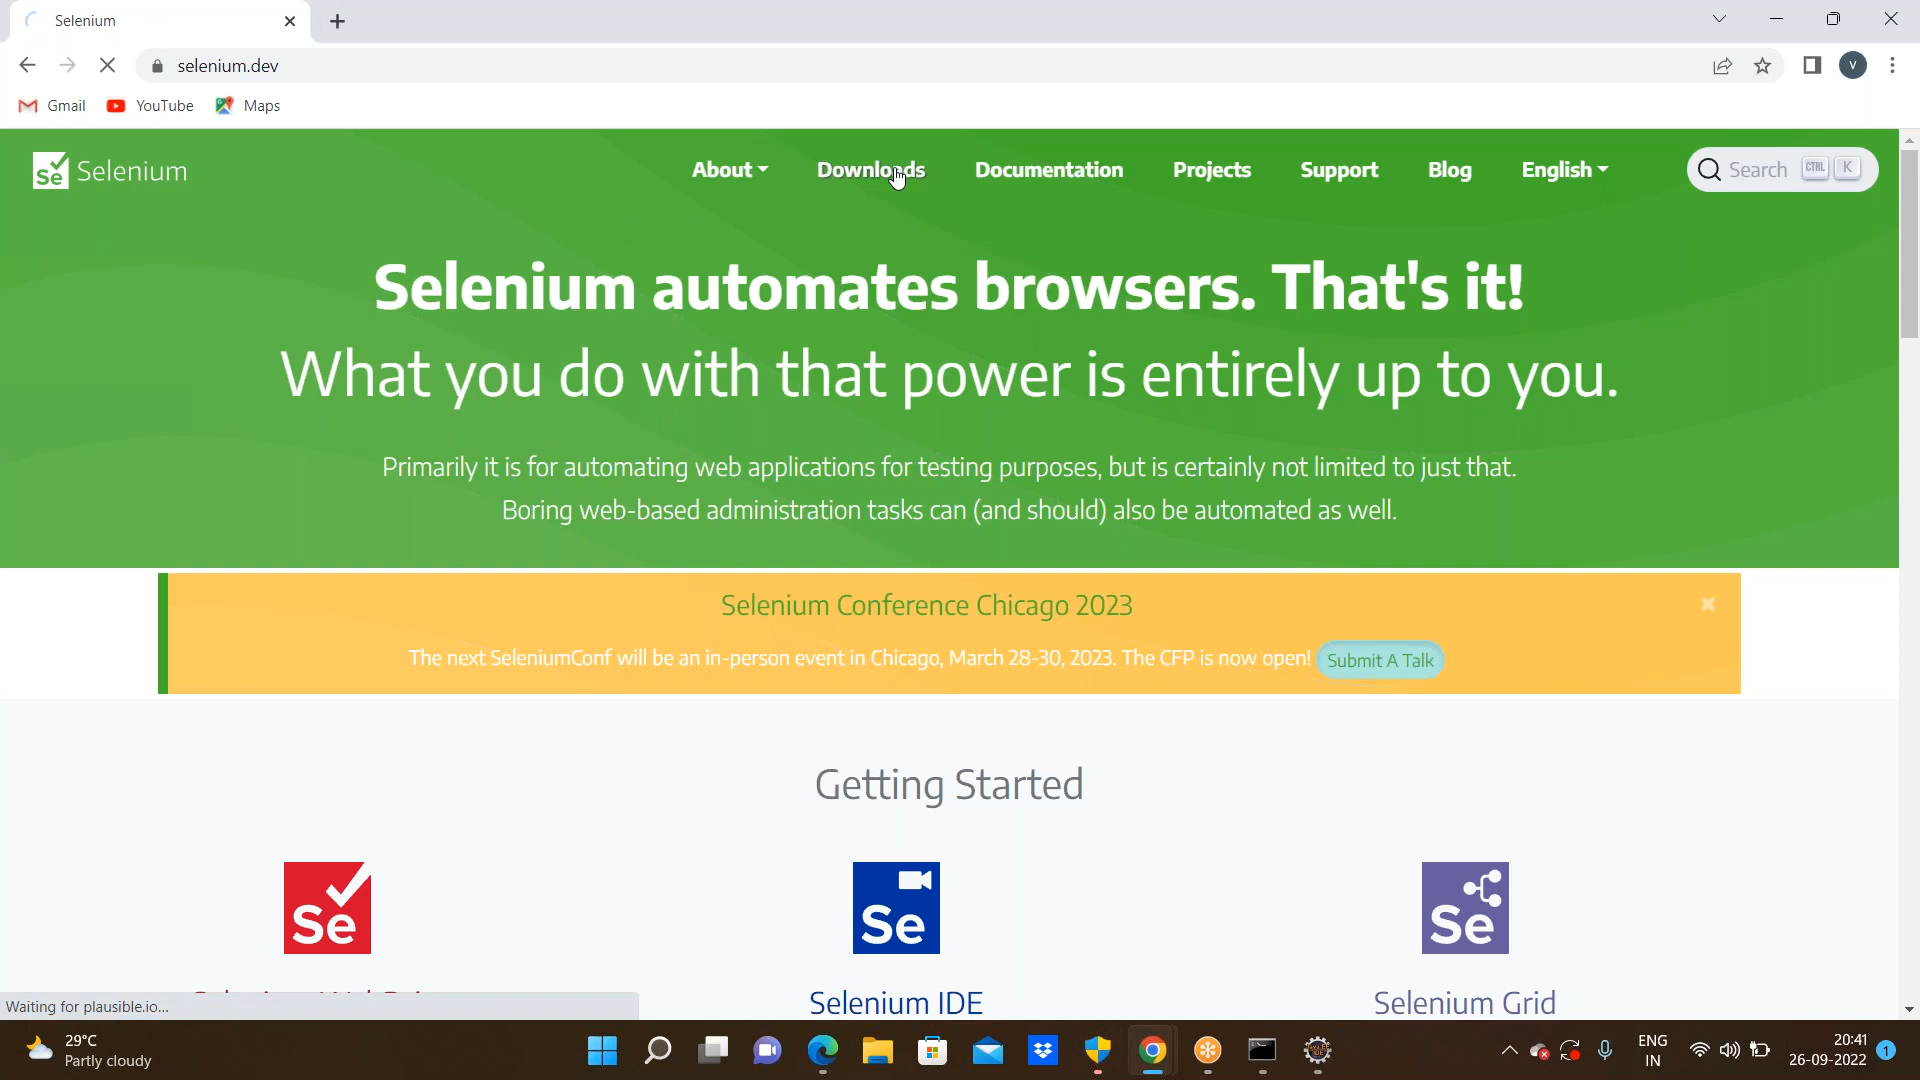 Selenium
selenium.dev
V
Gmail YouTube Maps
Se Selenium
About Downloads Documentation Projects Support Blog English Search CTRL K
Selenium automates browsers. That's it!
What you do with that power is entirely up to you.
Primarily it is for automating web applications for testing purposes, but is certainly not limited to just that.
Boring web-based administration tasks can (and should) also be automated as well.
Selenium Conference Chicago 2023
The next SeleniumConf will be an in-person event in Chicago, March 28-30, 2023. The CFP is now open! Submit A Talk
Getting Started
Se Se Se
Selenium IDE Selenium Grid
Waiting for plausible.io...
29°C
Partly cloudy
ENG
IN
20:41
26-09-2022
1